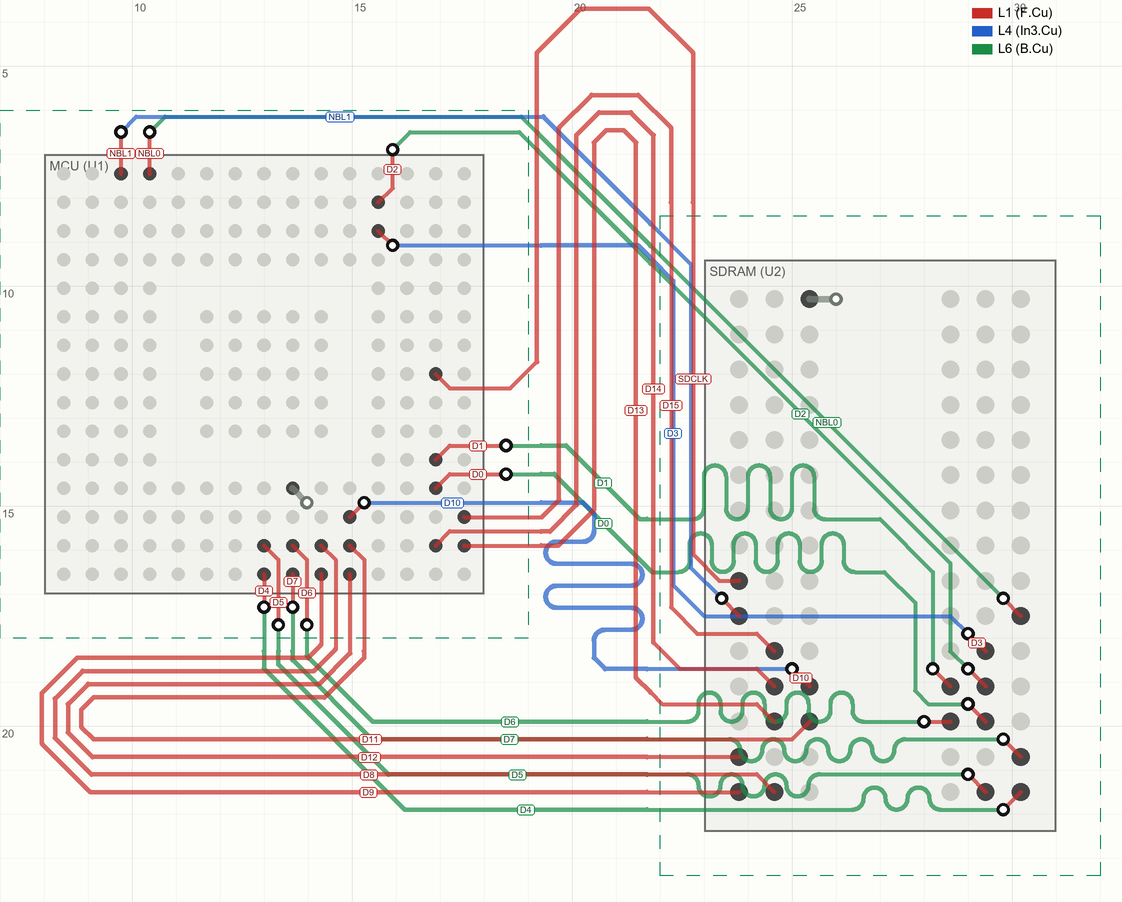 10 15 20 25 30
L1 (F.Cu)
L4 (In3.Cu)
L6 (B.Cu)
5
NBL1
NBL1 NBL0
MCU (U1)
D2
SDRAM (U2)
10
SDCLK
D14
D15
D13
D2
NBL0
D3
D1
D1
D0
15
D10
D0
D7
D4
D6
D5
D3
D10
D6
20
D11
D7
D12
D8
D5
D9
D4